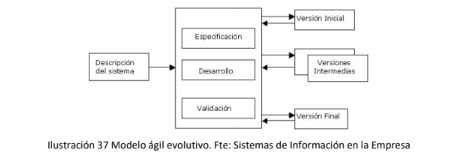 Versión Inicial
Especificación
Descripción
del sistema
Desarrollo
Versiones
Intermedias
Validación
Versión Final
Ilustración 37 Modelo ágil evolutivo. Fte: Sistemas de Información en la Empresa